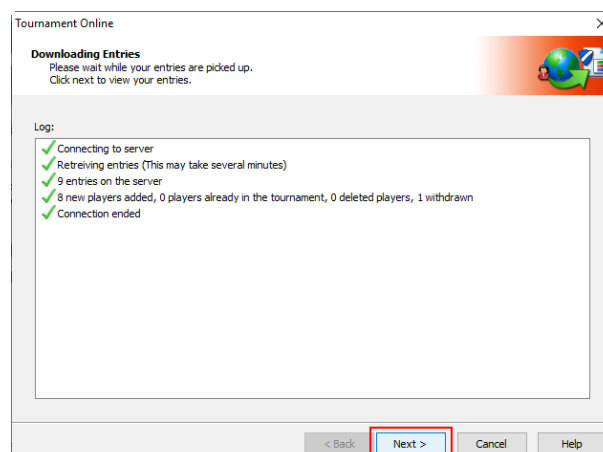 Tournament Online
Downloading Entries
Please wait while your entries are picked up.
Click next to view your entries.
Log:
Connecting to server
Retreiving entries (This may take several minutes)
9 entries on the server
8 new players added, 0 players already in the tournament, 0 deleted players, 1 withdrawn
Connection ended
< Back Next > Cancel Help